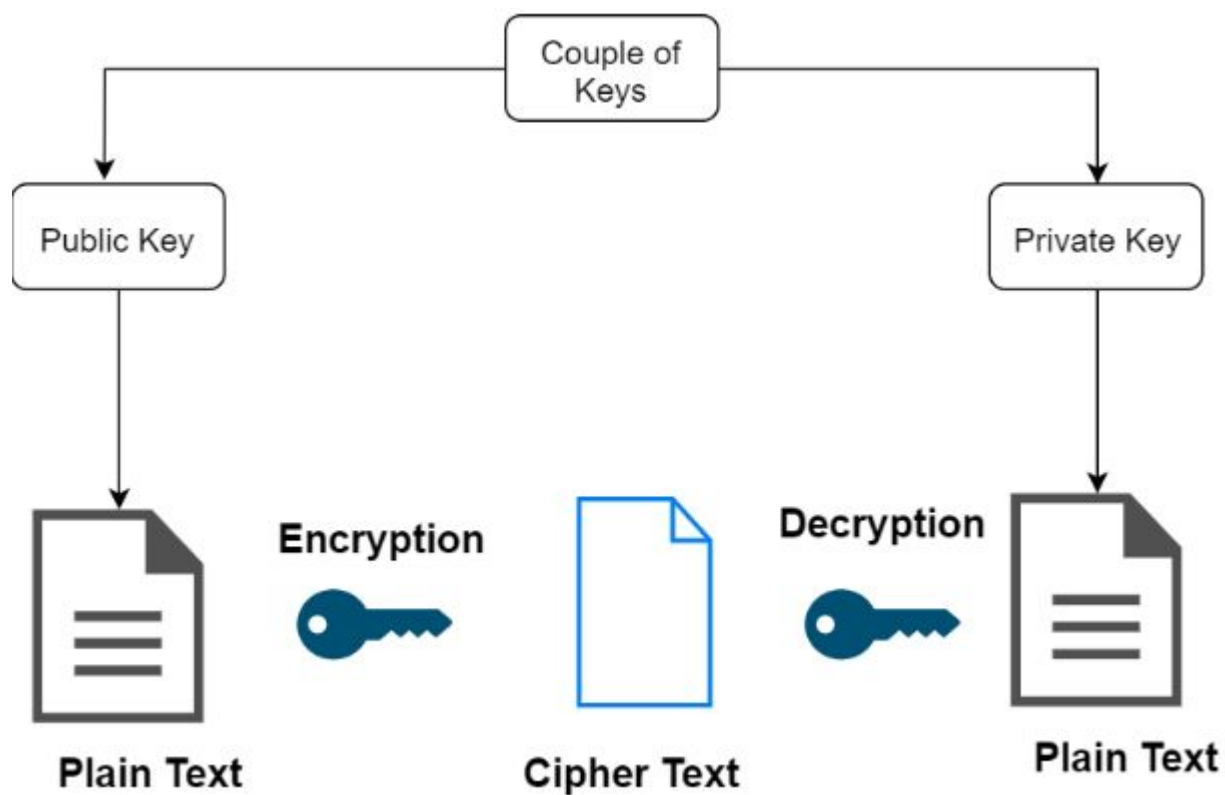 Couple of
Keys
Public Key
Private Key
Encryption
Decryption
Plain Text
Cipher Text
Plain Text